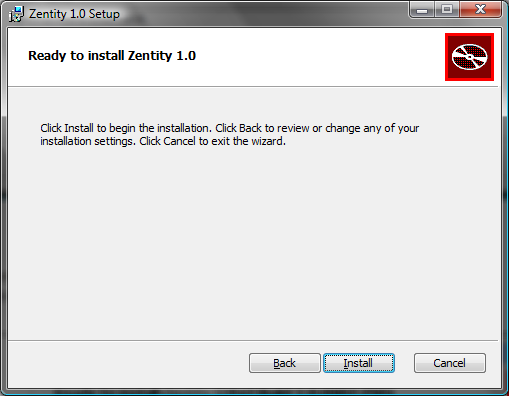 Zentity 1.0 Setup
Ready to install Zentity 1.0
Click Install to begin the installation. Click Back to review or change any of your
installation settings. Click Cancel to exit the wizard.
Back Install Cancel